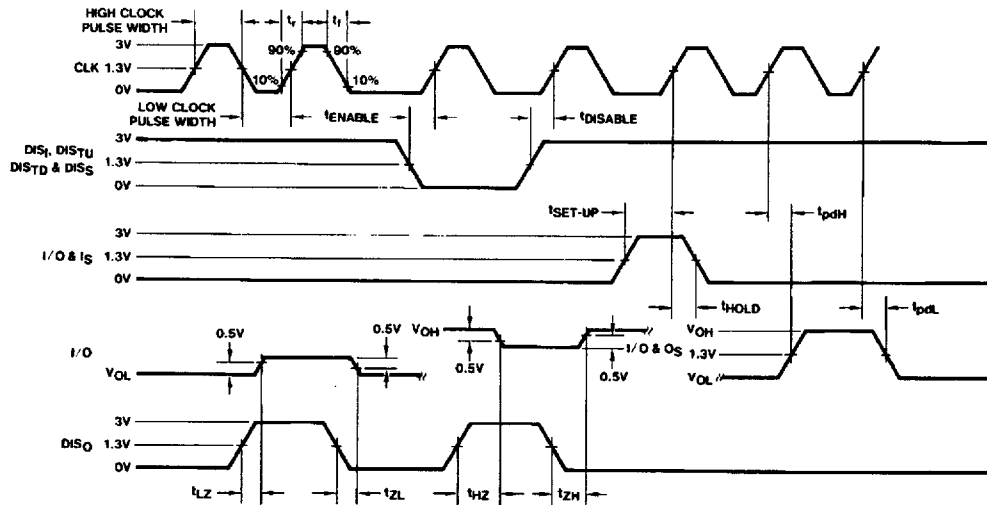 HIGH CLOCK
PULSE WIDTH
tr
tf
3V
90%
90%
CLK 1.3V
10%
10%
0V
LOW CLOCK
PULSE WIDTH
tENABLE
tDISABLE
3V
DISI, DISTU
1.3V
DISTD & DISS
0V
tSET-UP
tpdH
3V
I/O & IS
1.3V
0V
tHOLD
tpdL
0.5V
0.5V
VOH
VOH
I/O
I/O & OS
1.3V
0.5V
0.5V
VOL
VOL
3V
DISO
1.3V
0V
tLZ
tZL
tHZ
tZH